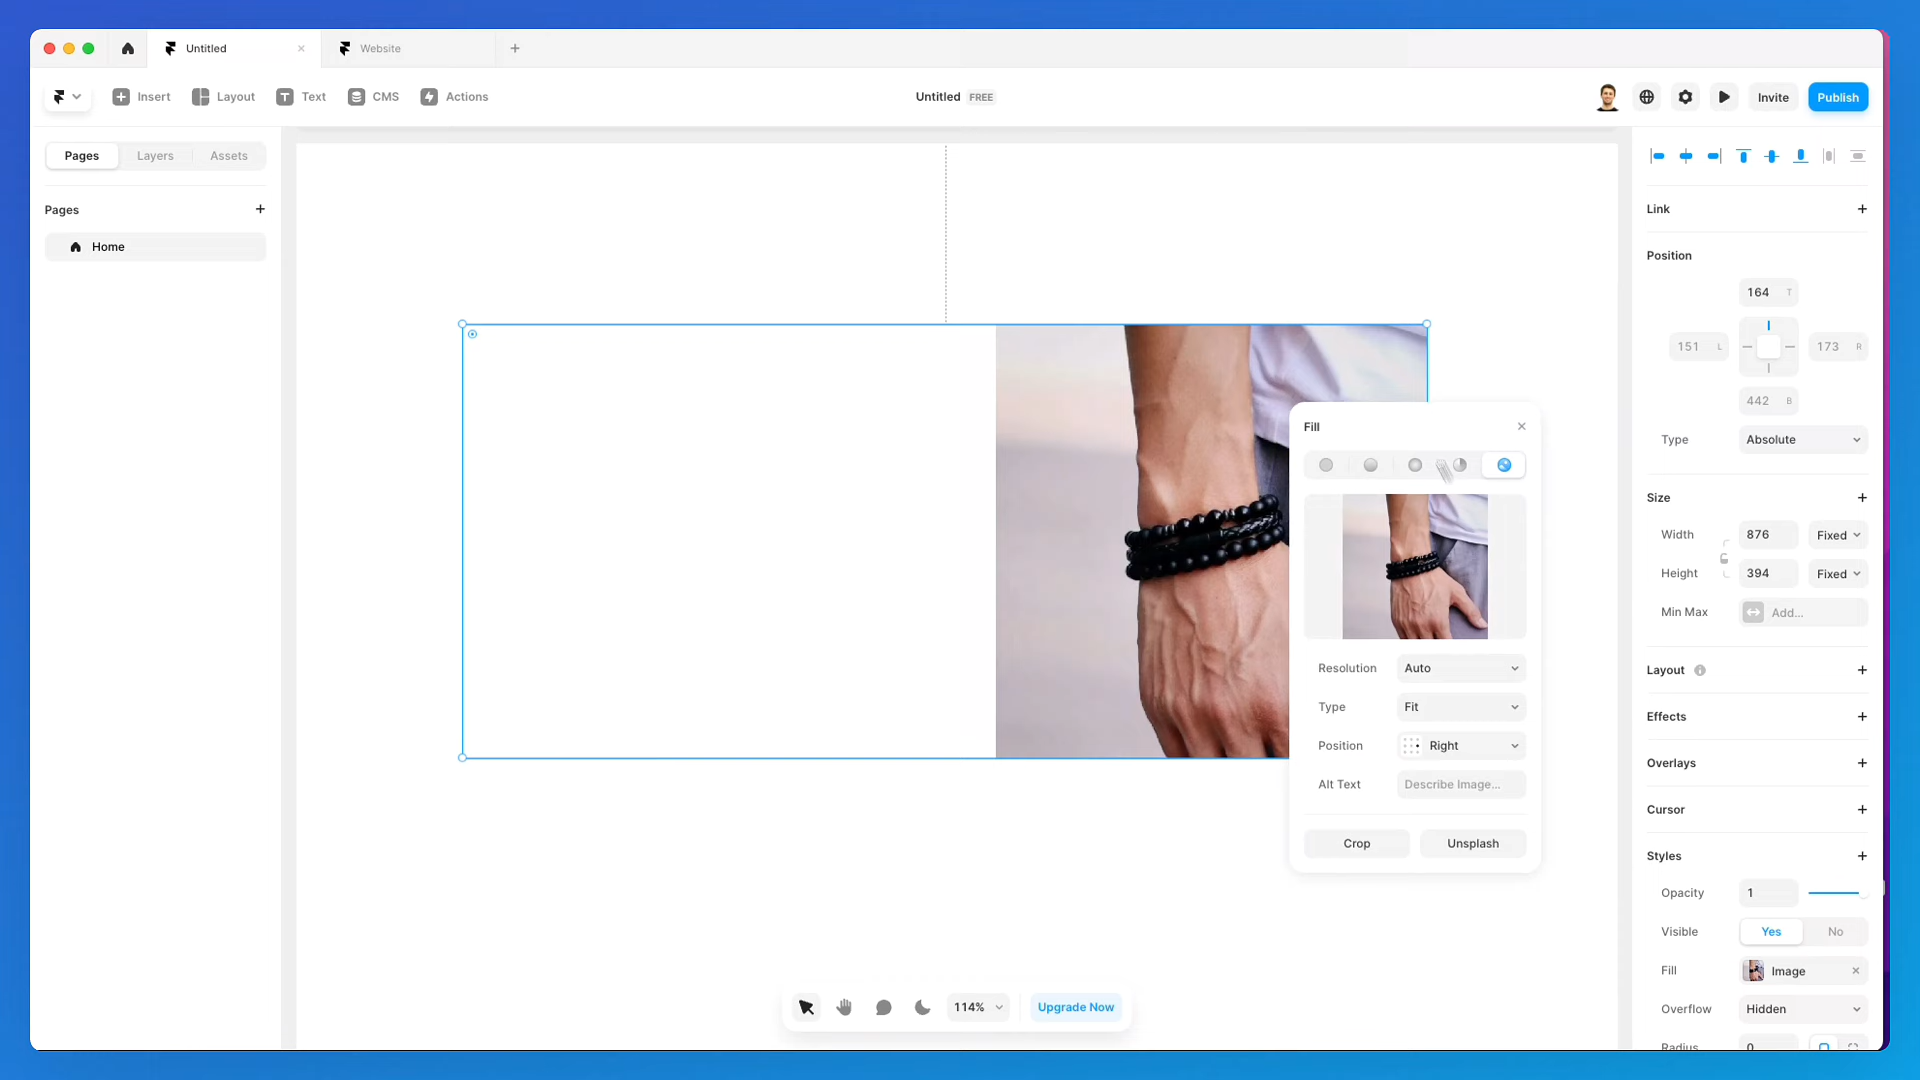 Untitled
Website
Insert
Layout
Text
CMS
Actions
Untitled FREE
Invite
Publish
Pages
Layers
Assets
Pages
Home
Link
Position
164 T
151 L
173 R
442 B
Type
Absolute
Size
Width
876
Fixed
Height
394
Fixed
Min Max
Add...
Layout
Effects
Overlays
Cursor
Styles
Opacity
1
Visible
Yes
No
Fill
Image
Overflow
Hidden
Radius
0
Fill
Resolution
Auto
Type
Fit
Position
Right
Alt Text
Describe Image...
Crop
Unsplash
114%
Upgrade Now